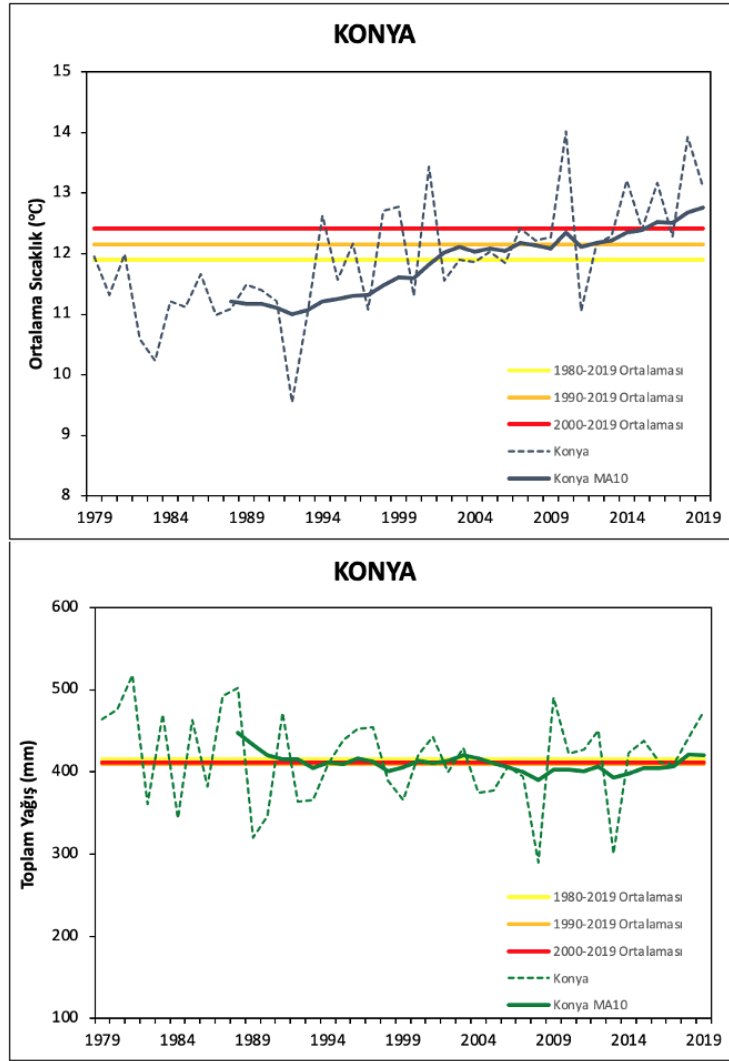 KONYA
Ortalama Sıcaklık (°C)
15
14
13
12
11
10
9
8
1979 1984 1989 1994 1999 2004 2009 2014 2019
1980-2019 Ortalaması
1990-2019 Ortalaması
2000-2019 Ortalaması
Konya
Konya MA10
KONYA
Toplam Yağış (mm)
600
500
400
300
200
100
1979 1984 1989 1994 1999 2004 2009 2014 2019
1980-2019 Ortalaması
1990-2019 Ortalaması
2000-2019 Ortalaması
Konya
Konya MA10